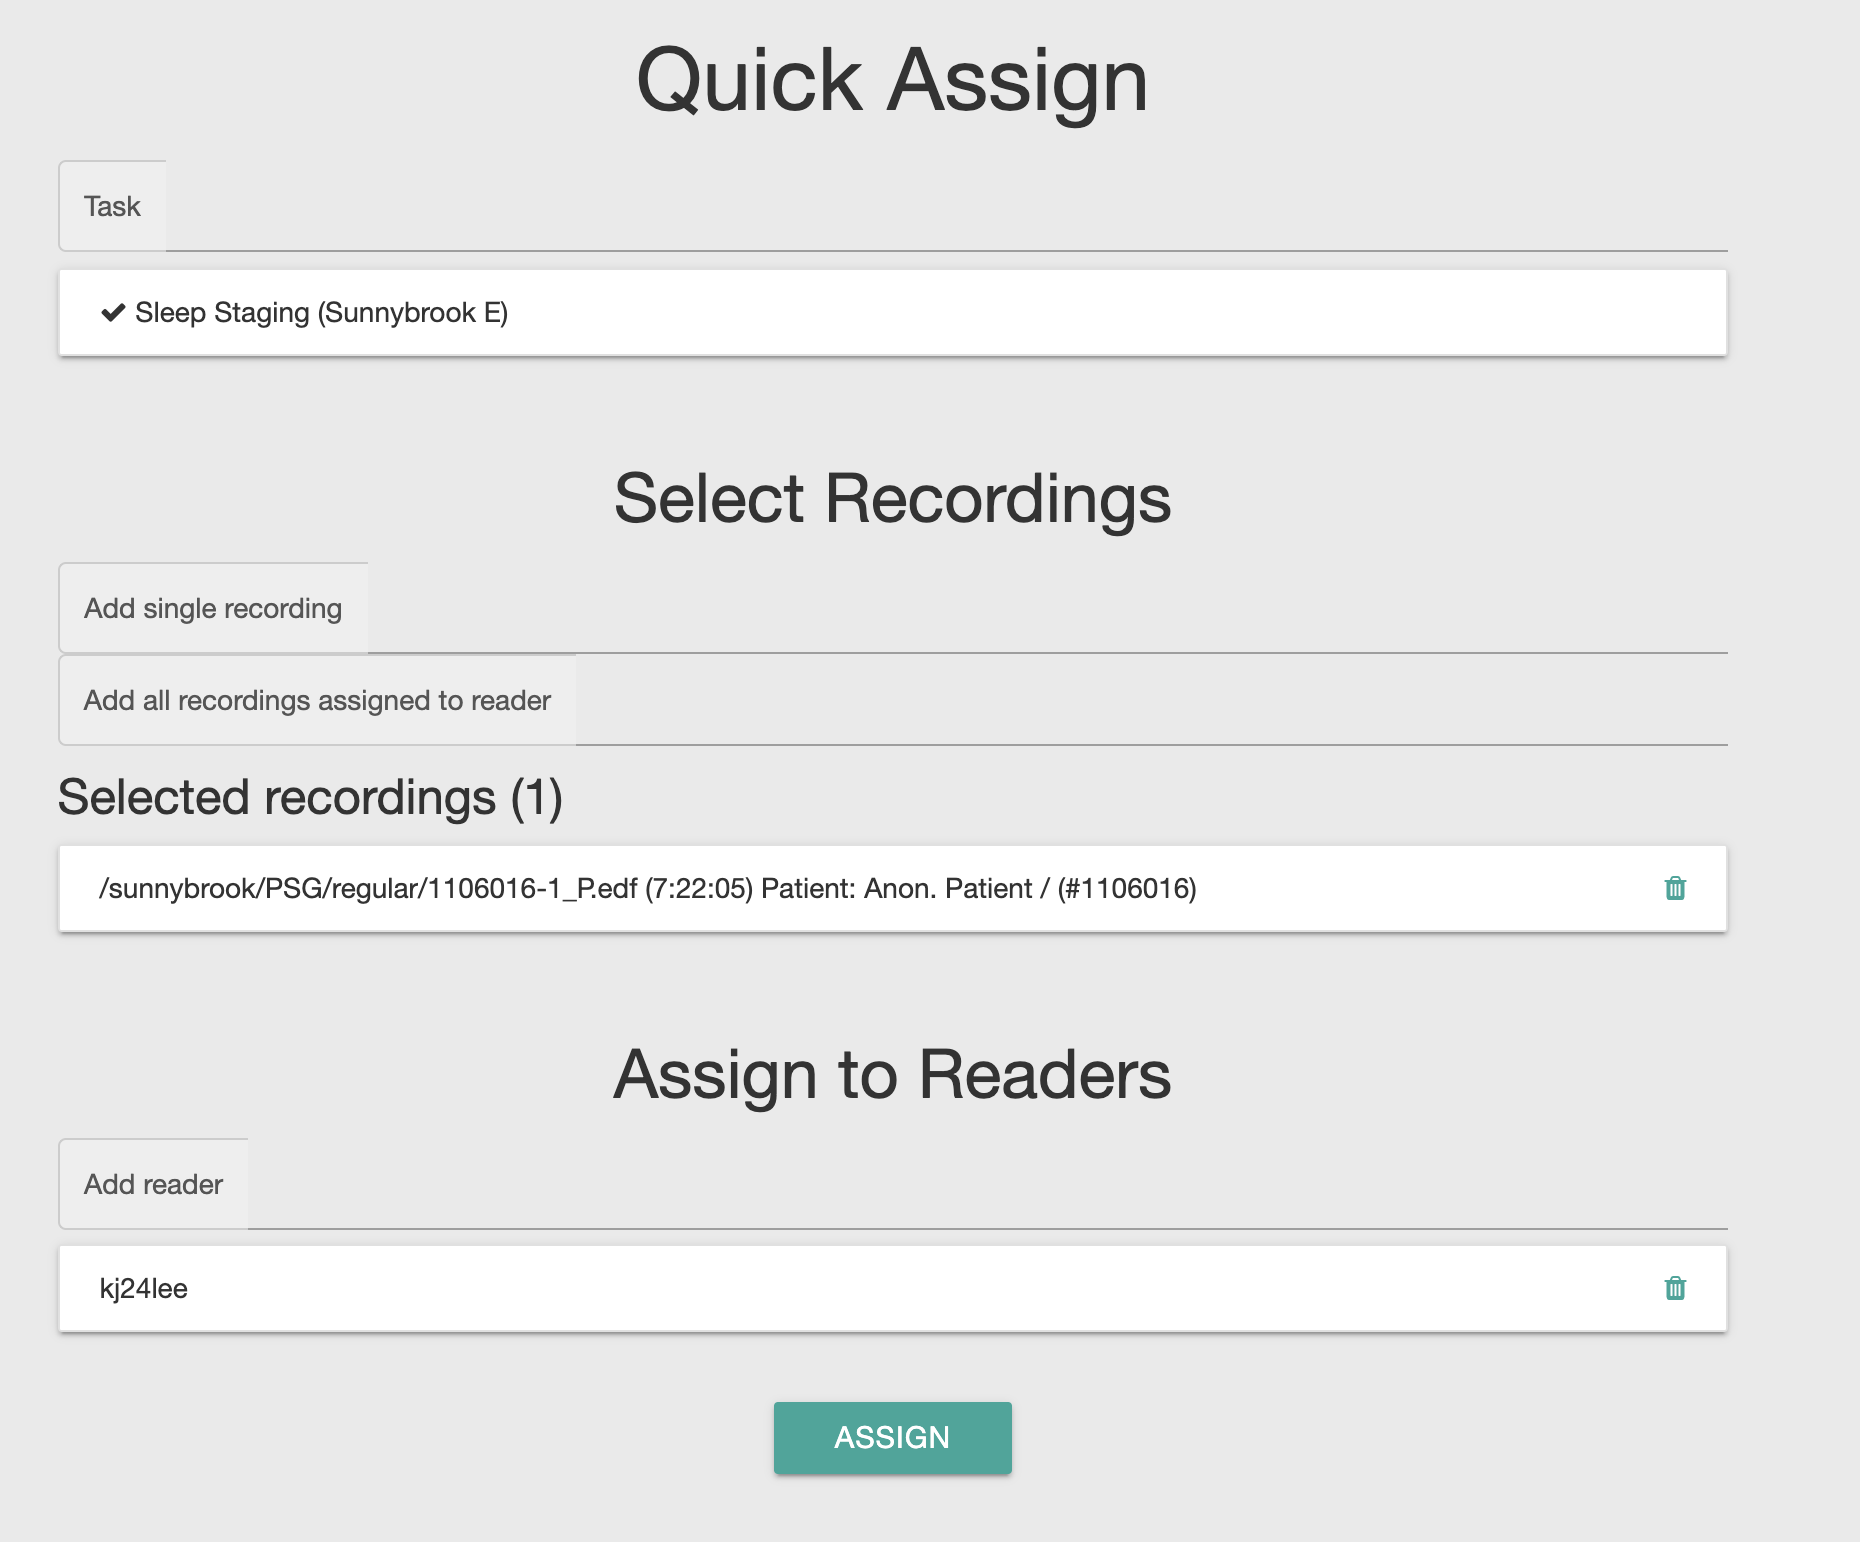 Quick Assign
Task
Sleep Staging (Sunnybrook E)
Select Recordings
Add single recording
Add all recordings assigned to reader
Selected recordings (1)
/sunnybrook/PSG/regular/1106016-1_P.edf (7:22:05) Patient: Anon. Patient / (#1106016)
Assign to Readers
Add reader
kj24lee
ASSIGN